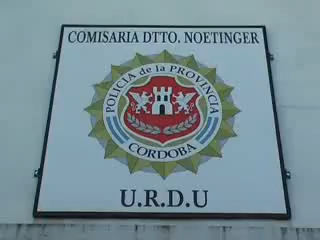 COMISARIA DTTO. NOETINGER
POLICIA de la PROVINCIA
CORDOBA
U.R.D.U